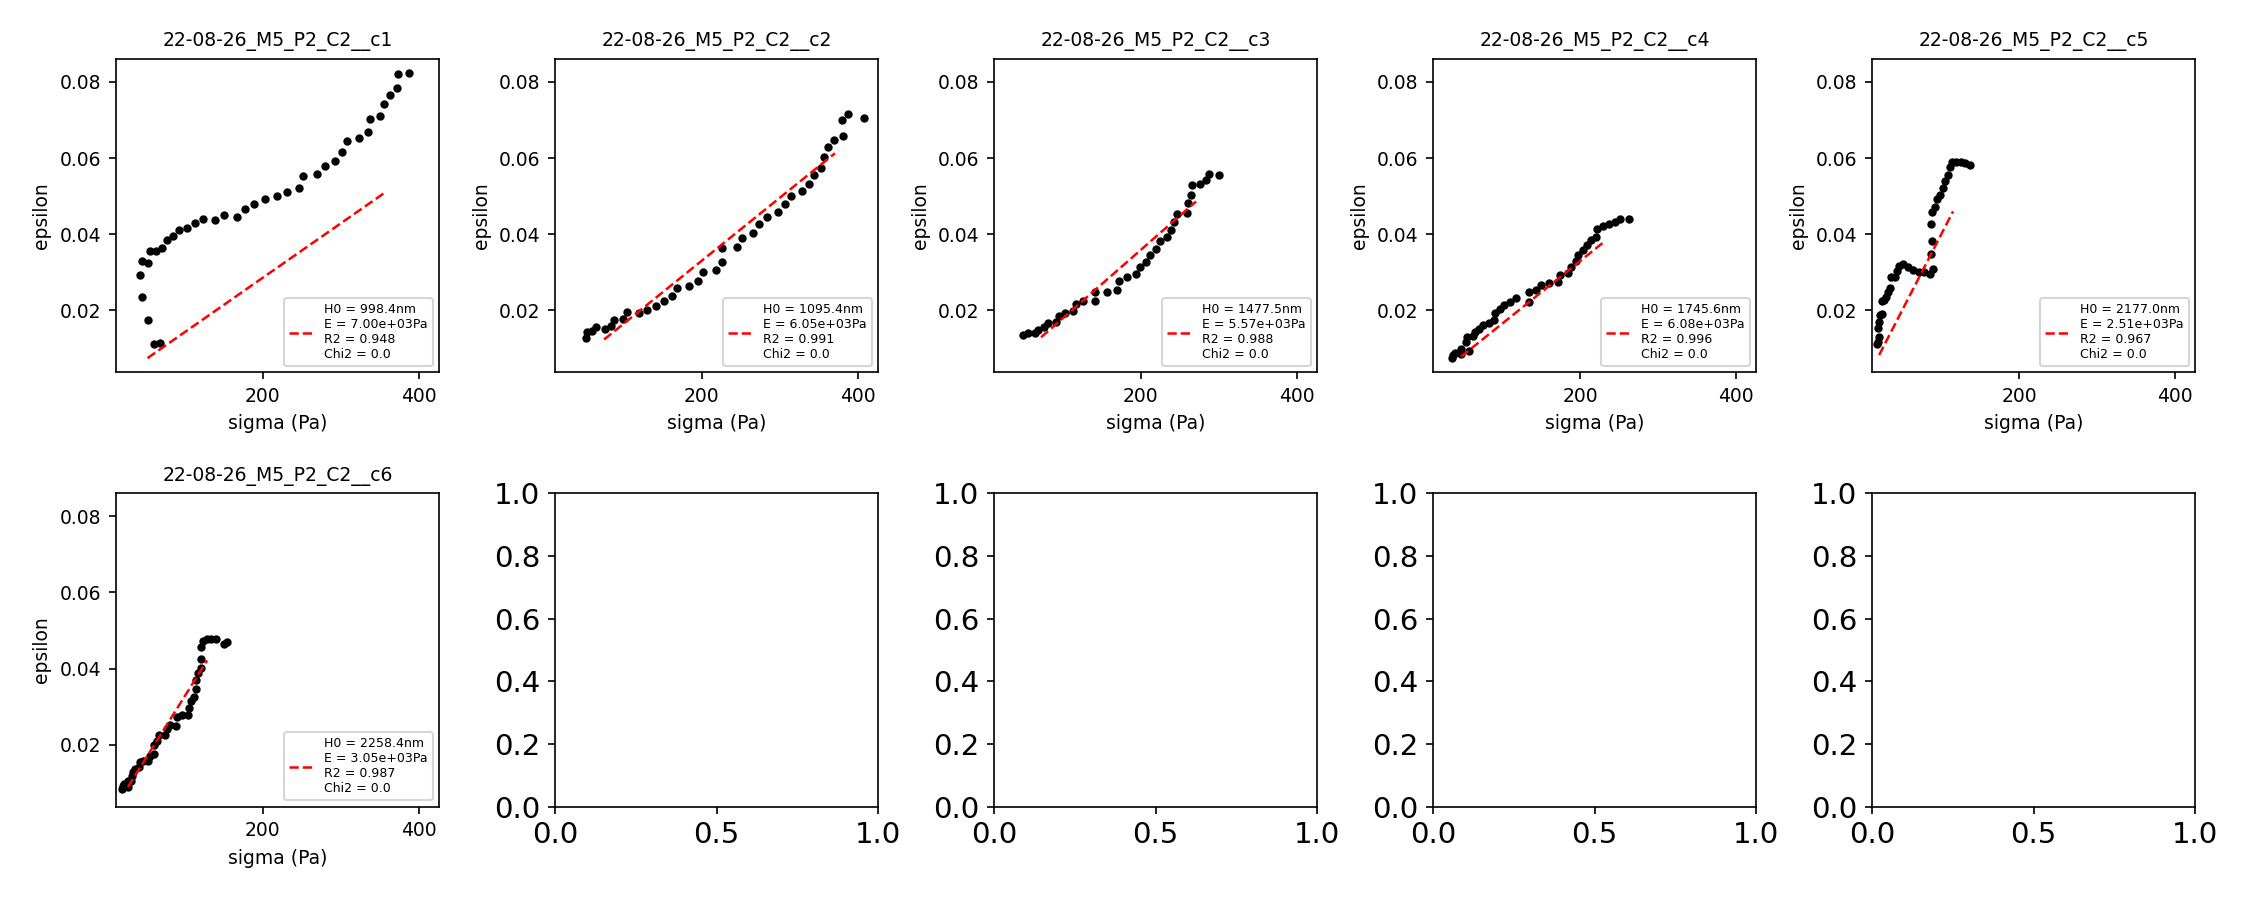 22-08-26_M5_P2_C2__c1
22-08-26_M5_P2_C2__c2
22-08-26_M5_P2_C2__c3
22-08-26_M5_P2_C2__c4
22-08-26_M5_P2_C2__c5
0.08
0.06
0.04
0.02
epsilon
200
400
sigma (Pa)
H0 = 998.4nm
E = 7.00e+03Pa
R2 = 0.948
Chi2 = 0.0
0.08
0.06
0.04
0.02
epsilon
200
400
sigma (Pa)
H0 = 1095.4nm
E = 6.05e+03Pa
R2 = 0.991
Chi2 = 0.0
0.08
0.06
0.04
0.02
epsilon
200
400
sigma (Pa)
H0 = 1477.5nm
E = 5.57e+03Pa
R2 = 0.988
Chi2 = 0.0
0.08
0.06
0.04
0.02
epsilon
200
400
sigma (Pa)
H0 = 1745.6nm
E = 6.08e+03Pa
R2 = 0.996
Chi2 = 0.0
0.08
0.06
0.04
0.02
epsilon
200
400
sigma (Pa)
H0 = 2177.0nm
E = 2.51e+03Pa
R2 = 0.967
Chi2 = 0.0
22-08-26_M5_P2_C2__c6
0.08
0.06
0.04
0.02
epsilon
200
400
sigma (Pa)
H0 = 2258.4nm
E = 3.05e+03Pa
R2 = 0.987
Chi2 = 0.0
1.0
0.8
0.6
0.4
0.2
0.0
0.0
0.5
1.0
1.0
0.8
0.6
0.4
0.2
0.0
0.0
0.5
1.0
1.0
0.8
0.6
0.4
0.2
0.0
0.0
0.5
1.0
1.0
0.8
0.6
0.4
0.2
0.0
0.0
0.5
1.0